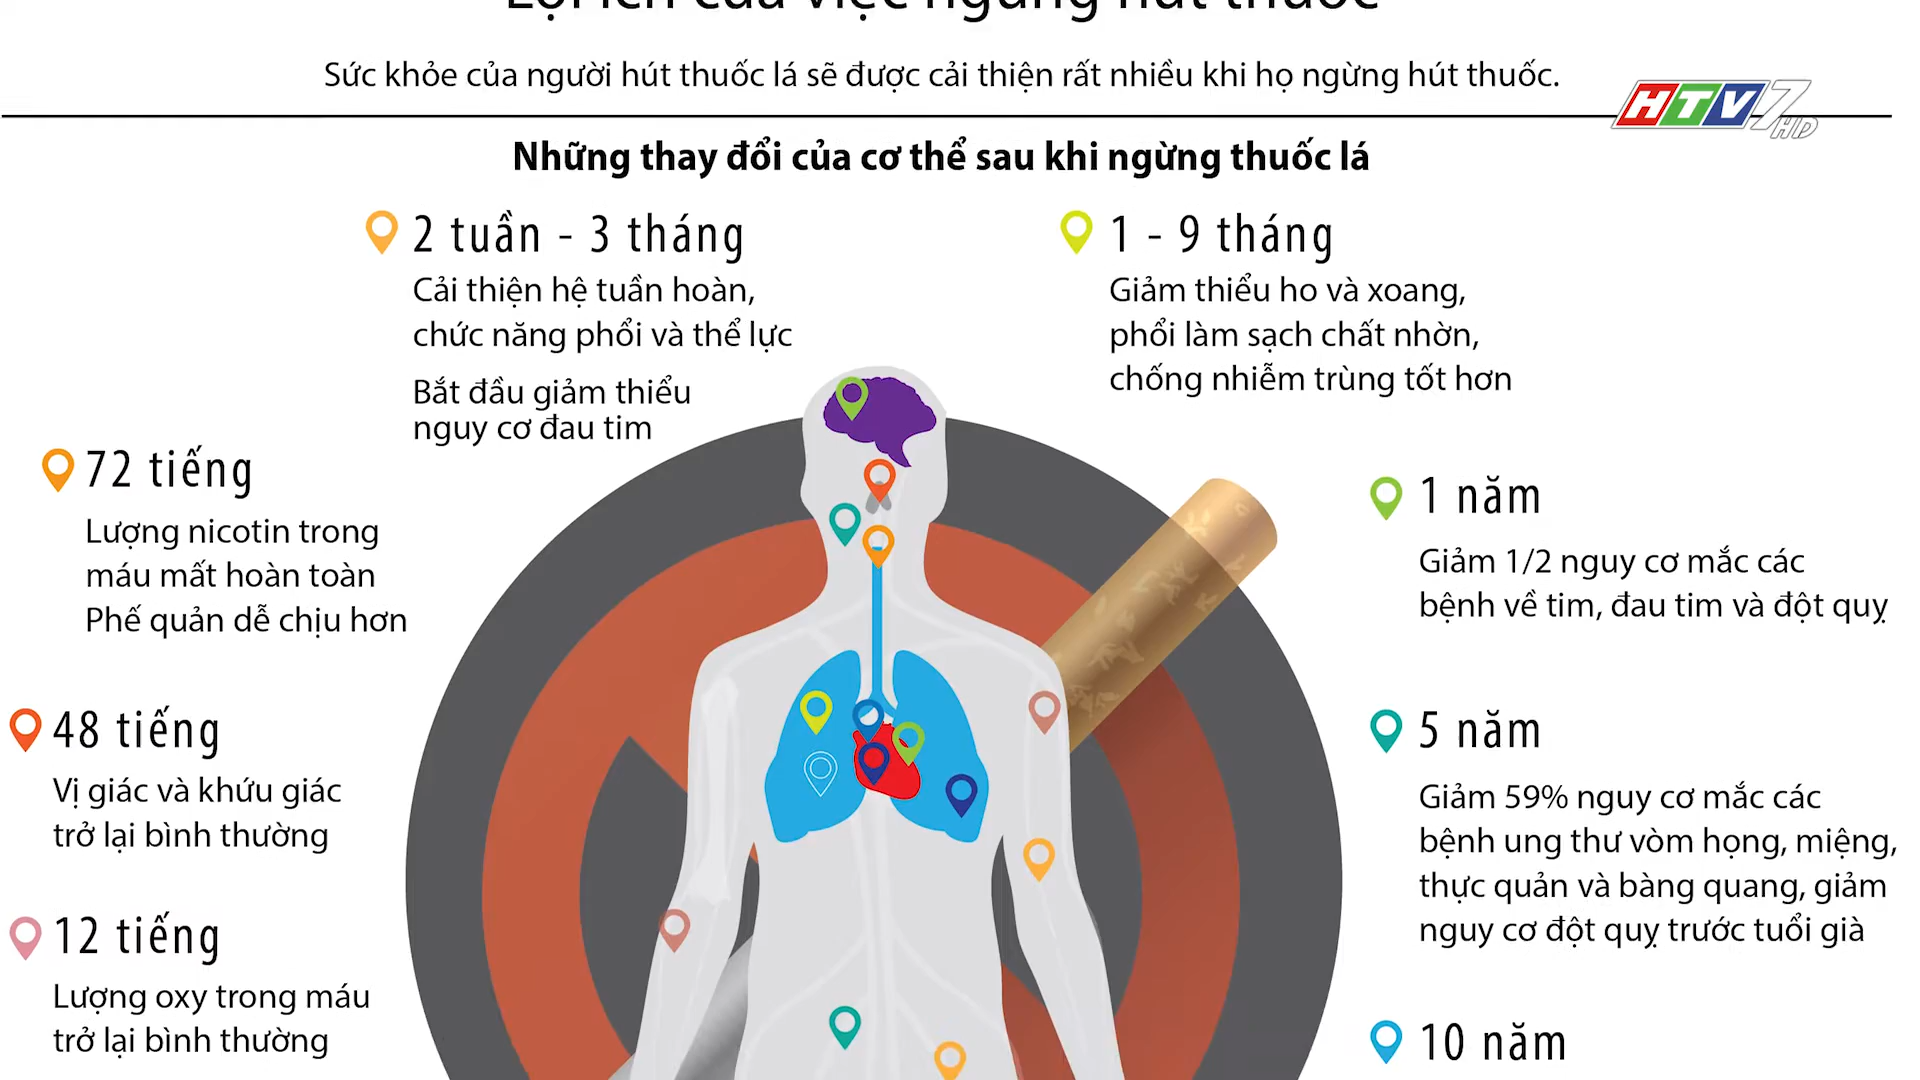 Lợi ích của việc ngừng hút thuốc
Sức khỏe của người hút thuốc lá sẽ được cải thiện rất nhiều khi họ ngừng hút thuốc.
HTV7
HD
Những thay đổi của cơ thể sau khi ngừng thuốc lá
2 tuần - 3 tháng
Cải thiện hệ tuần hoàn,
chức năng phổi và thể lực
Bắt đầu giảm thiểu
nguy cơ đau tim
1 - 9 tháng
Giảm thiểu ho và xoang,
phổi làm sạch chất nhờn,
chống nhiễm trùng tốt hơn
72 tiếng
Lượng nicotin trong
máu mất hoàn toàn
Phế quản dễ chịu hơn
1 năm
Giảm 1/2 nguy cơ mắc các
bệnh về tim, đau tim và đột quỵ
48 tiếng
Vị giác và khứu giác
trở lại bình thường
5 năm
Giảm 59% nguy cơ mắc các
bệnh ung thư vòm họng, miệng,
thực quản và bàng quang, giảm
nguy cơ đột quỵ trước tuổi già
12 tiếng
Lượng oxy trong máu
trở lại bình thường
10 năm